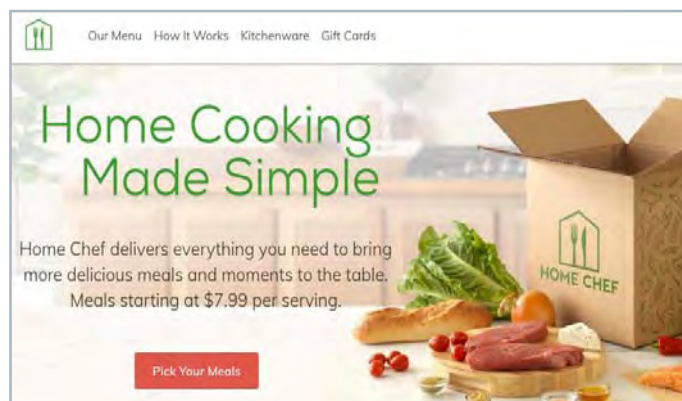 Our Menu How It Works Kitchenware Gift Cards
Home Cooking
Made Simple
Home Chef delivers everything you need to bring
more delicious meals and moments to the table.
Meals starting at $7.99 per serving.
HOME CHEF
Pick Your Meals